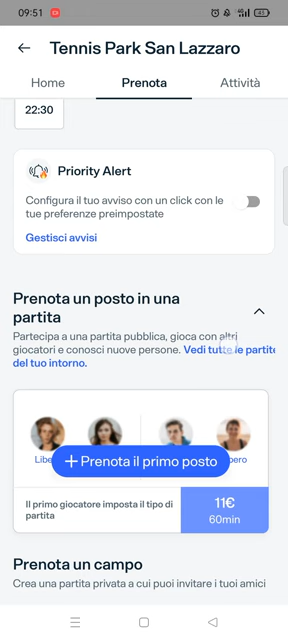 09:51
41
Tennis Park San Lazzaro
Home
Prenota
Attività
22:30
Priority Alert
Configura il tuo avviso con un click con le
tue preferenze preimpostate
Gestisci avvisi
Prenota un posto in una
partita
Partecipa a una partita pubblica, gioca con altri
giocatori e conosci nuove persone. Vedi tutte le partite
del tuo intorno.
+ Prenota il primo posto
Il primo giocatore imposta il tipo di
partita
11€
60min
Prenota un campo
Crea una partita privata a cui puoi invitare i tuoi amici